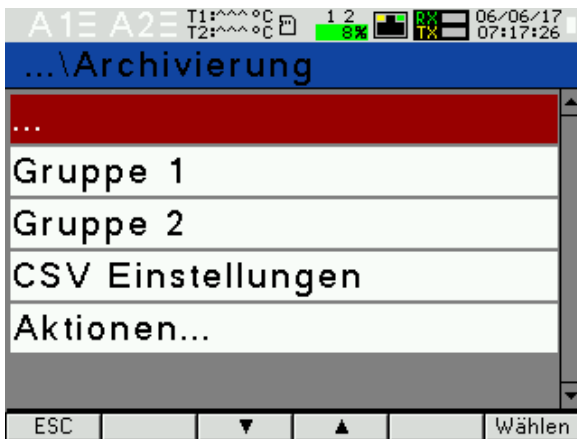 A1 A2 T1:^^^°C 1 2 RX 06/06/17
T2:^^^°C 8% TX 07:17:26
...\Archivierung
...
Gruppe 1
Gruppe 2
CSV Einstellungen
Aktionen...
ESC ▼ ▲ Wählen